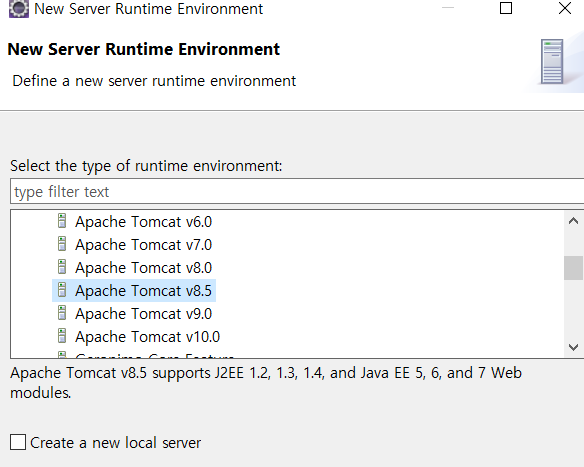 New Server Runtime Environment
New Server Runtime Environment
Define a new server runtime environment
Select the type of runtime environment:
type filter text
Apache Tomcat v6.0
Apache Tomcat v7.0
Apache Tomcat v8.0
Apache Tomcat v8.5
Apache Tomcat v9.0
Apache Tomcat v10.0
Geronimo Core Feature
Apache Tomcat v8.5 supports J2EE 1.2, 1.3, 1.4, and Java EE 5, 6, and 7 Web
modules.
Create a new local server